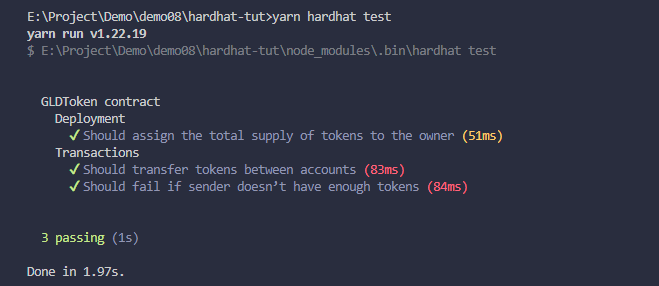 E:\Project\Demo\demo08\hardhat-tut>yarn hardhat test
yarn run v1.22.19
$ E:\Project\Demo\demo08\hardhat-tut\node_modules\.bin\hardhat test
GLDToken contract
Deployment
✔ Should assign the total supply of tokens to the owner (51ms)
Transactions
✔ Should transfer tokens between accounts (83ms)
✔ Should fail if sender doesn’t have enough tokens (84ms)
3 passing (1s)
Done in 1.97s.